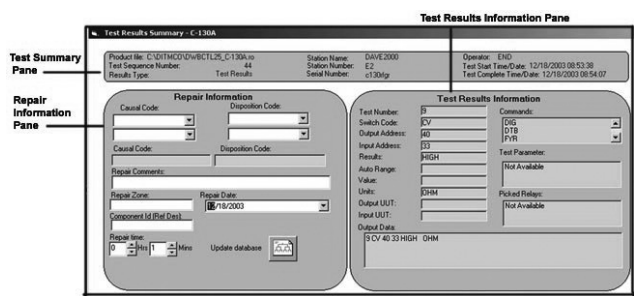 Test Results Information Pane
Test Results Summary - C-130A
Test Summary
Pane
Product file: C:\DITMCO\DWBCTL25_C-130A.ro
Test Sequence Number: 44
Results Type: Test Results
Station Name: DAVE2000
Station Number: E2
Serial Number: c130/lgr
Operator: END
Test Start Time/Date: 12/18/2003 08:53:38
Test Complete Time/Date: 12/18/2003 08:54:07
Repair
Information
Pane
Repair Information
Causal Code:
Disposition Code:
Causal Code:
Disposition Code:
Repair Comments:
Repair Zone:
Repair Date:
/18/2003
Component Id (Ref Des):
Repair time:
0 Hrs 1 Mins
Update database
Test Results Information
Test Number: 9
Switch Code: CV
Output Address: 40
Input Address: 33
Results: HIGH
Auto Range:
Value:
Units: OHM
Output UUT:
Input UUT:
Commands:
DIG
DTB
FYR
Test Parameter:
Not Available
Picked Relays:
Not Available
Output Data:
9 CV 40 33 HIGH OHM